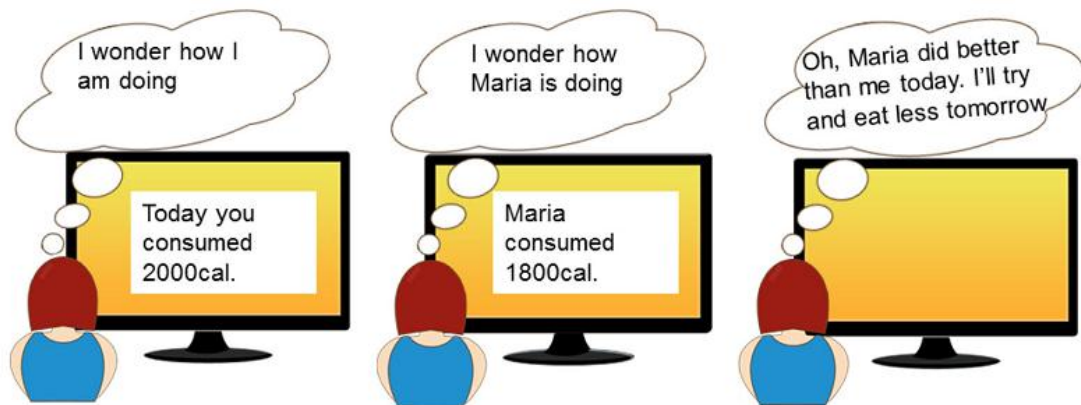 I wonder how I
am doing
Today you
consumed
2000cal.
I wonder how
Maria is doing
Maria
consumed
1800cal.
Oh, Maria did better
than me today. I'll try
and eat less tomorrow